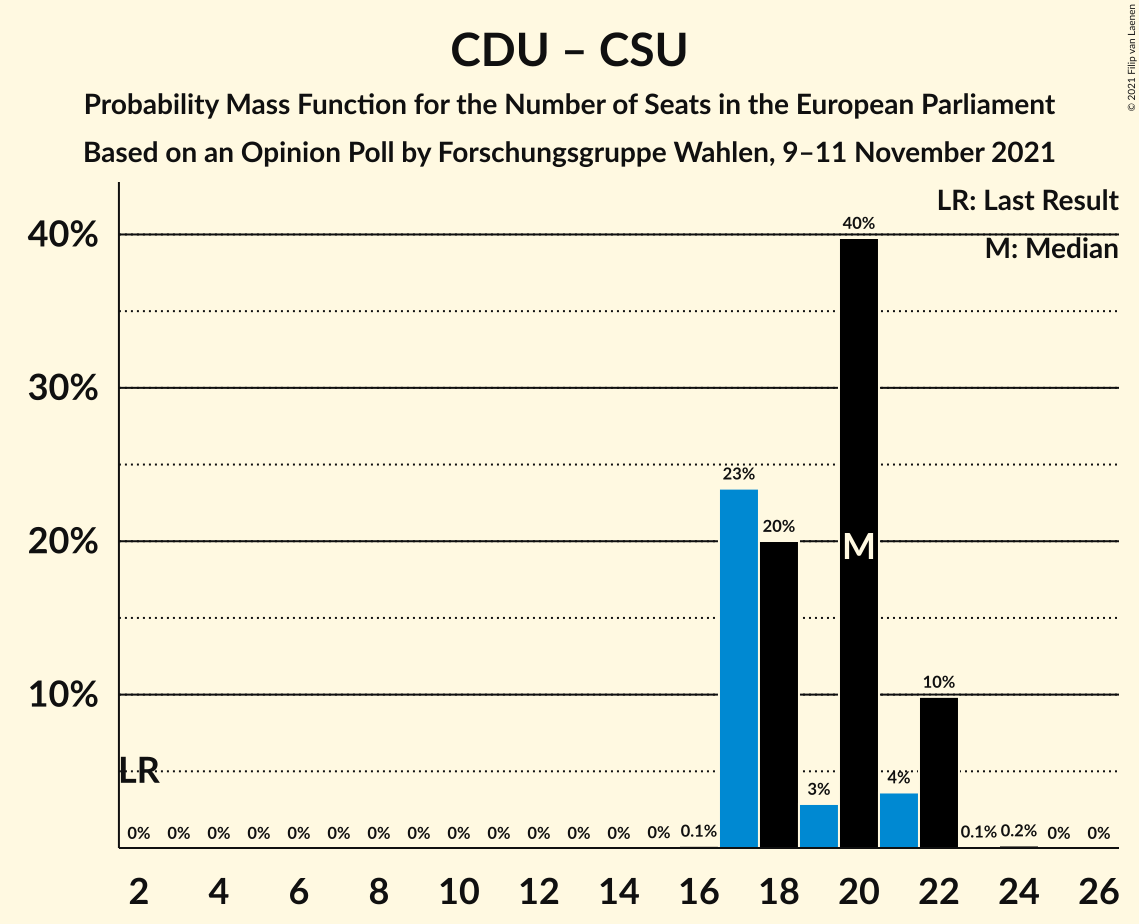 CDU – CSU
Probability Mass Function for the Number of Seats in the European Parliament
Based on an Opinion Poll by Forschungsgruppe Wahlen, 9–11 November 2021
© 2021 Filip van Laenen
LR: Last Result
M: Median
40%
30%
20%
10%
40%
23%
20%
M
10%
LR
4%
3%
0% 0% 0% 0% 0% 0% 0% 0% 0% 0% 0% 0% 0% 0% 0.1% 0.1% 0.2% 0% 0%
2 4 6 8 10 12 14 16 18 20 22 24 26